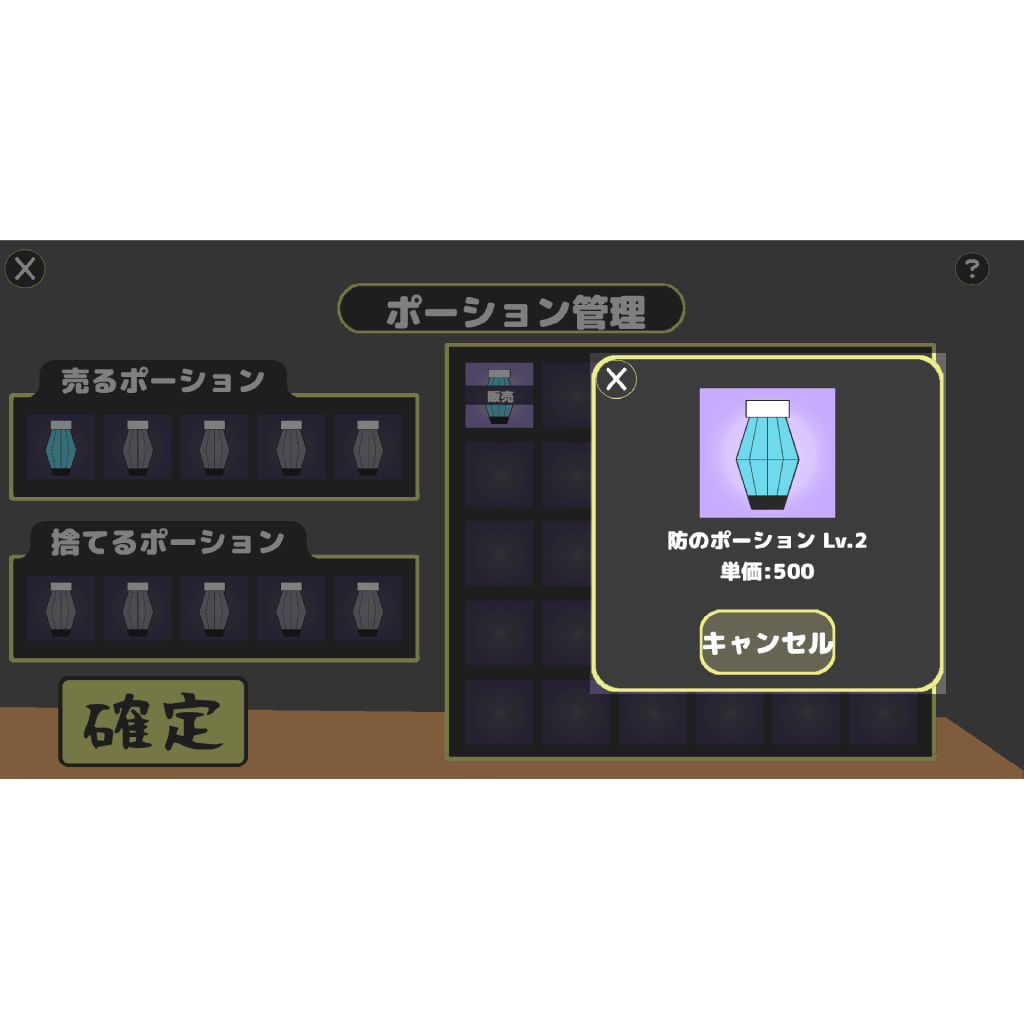 X
?
ポーション管理
売るポーション
販売
捨てるポーション
確定
X
防のポーション Lv.2
単価:500
キャンセル